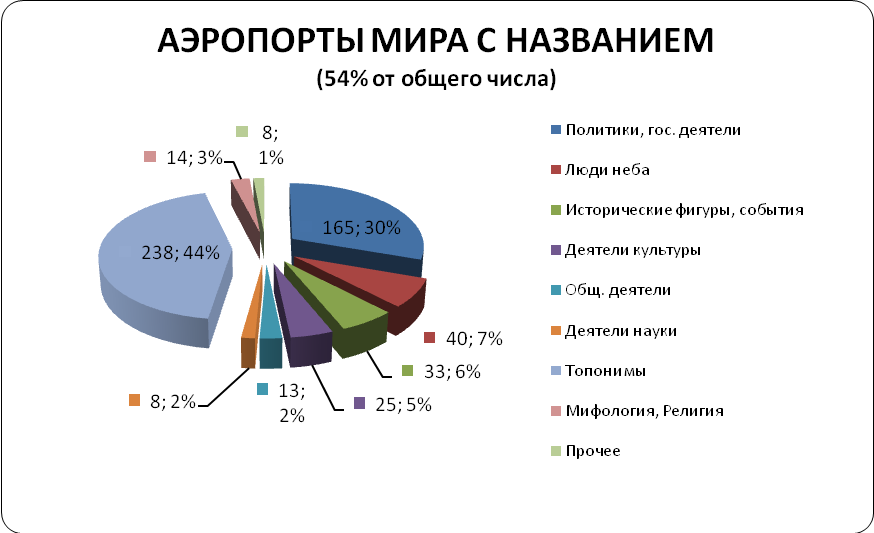 АЭРОПОРТЫ МИРА С НАЗВАНИЕМ
(54% от общего числа)
8;
1%
14; 3%
165; 30%
238; 44%
40; 7%
33; 6%
25; 5%
13;
2%
8; 2%
Политики, гос. деятели
Люди неба
Исторические фигуры, события
Деятели культуры
Общ. деятели
Деятели науки
Топонимы
Мифология, Религия
Прочее